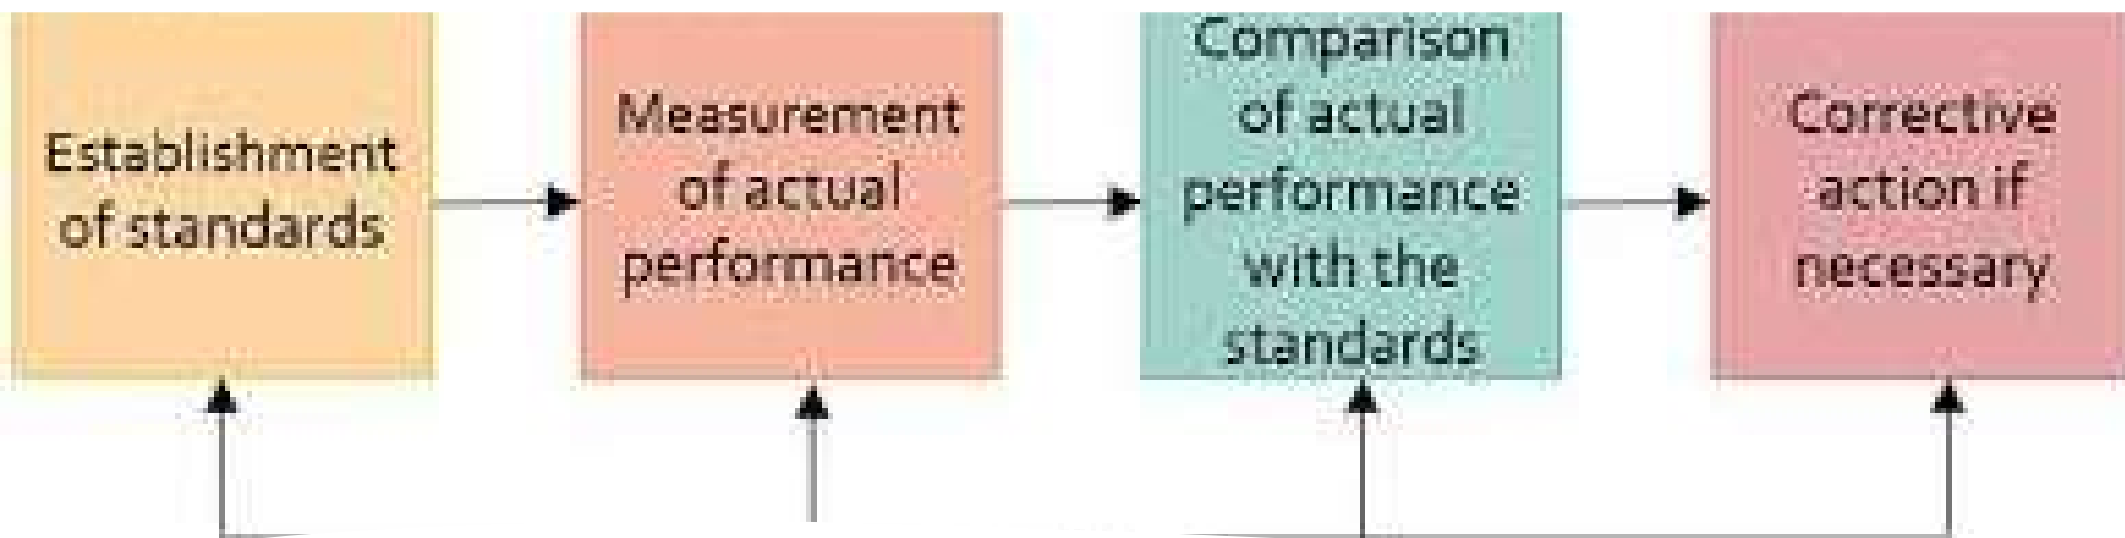 Establishment
of standards
Measurement
of actual
performance
Comparison
of actual
performance
with the
standards
Corrective
action if
necessary